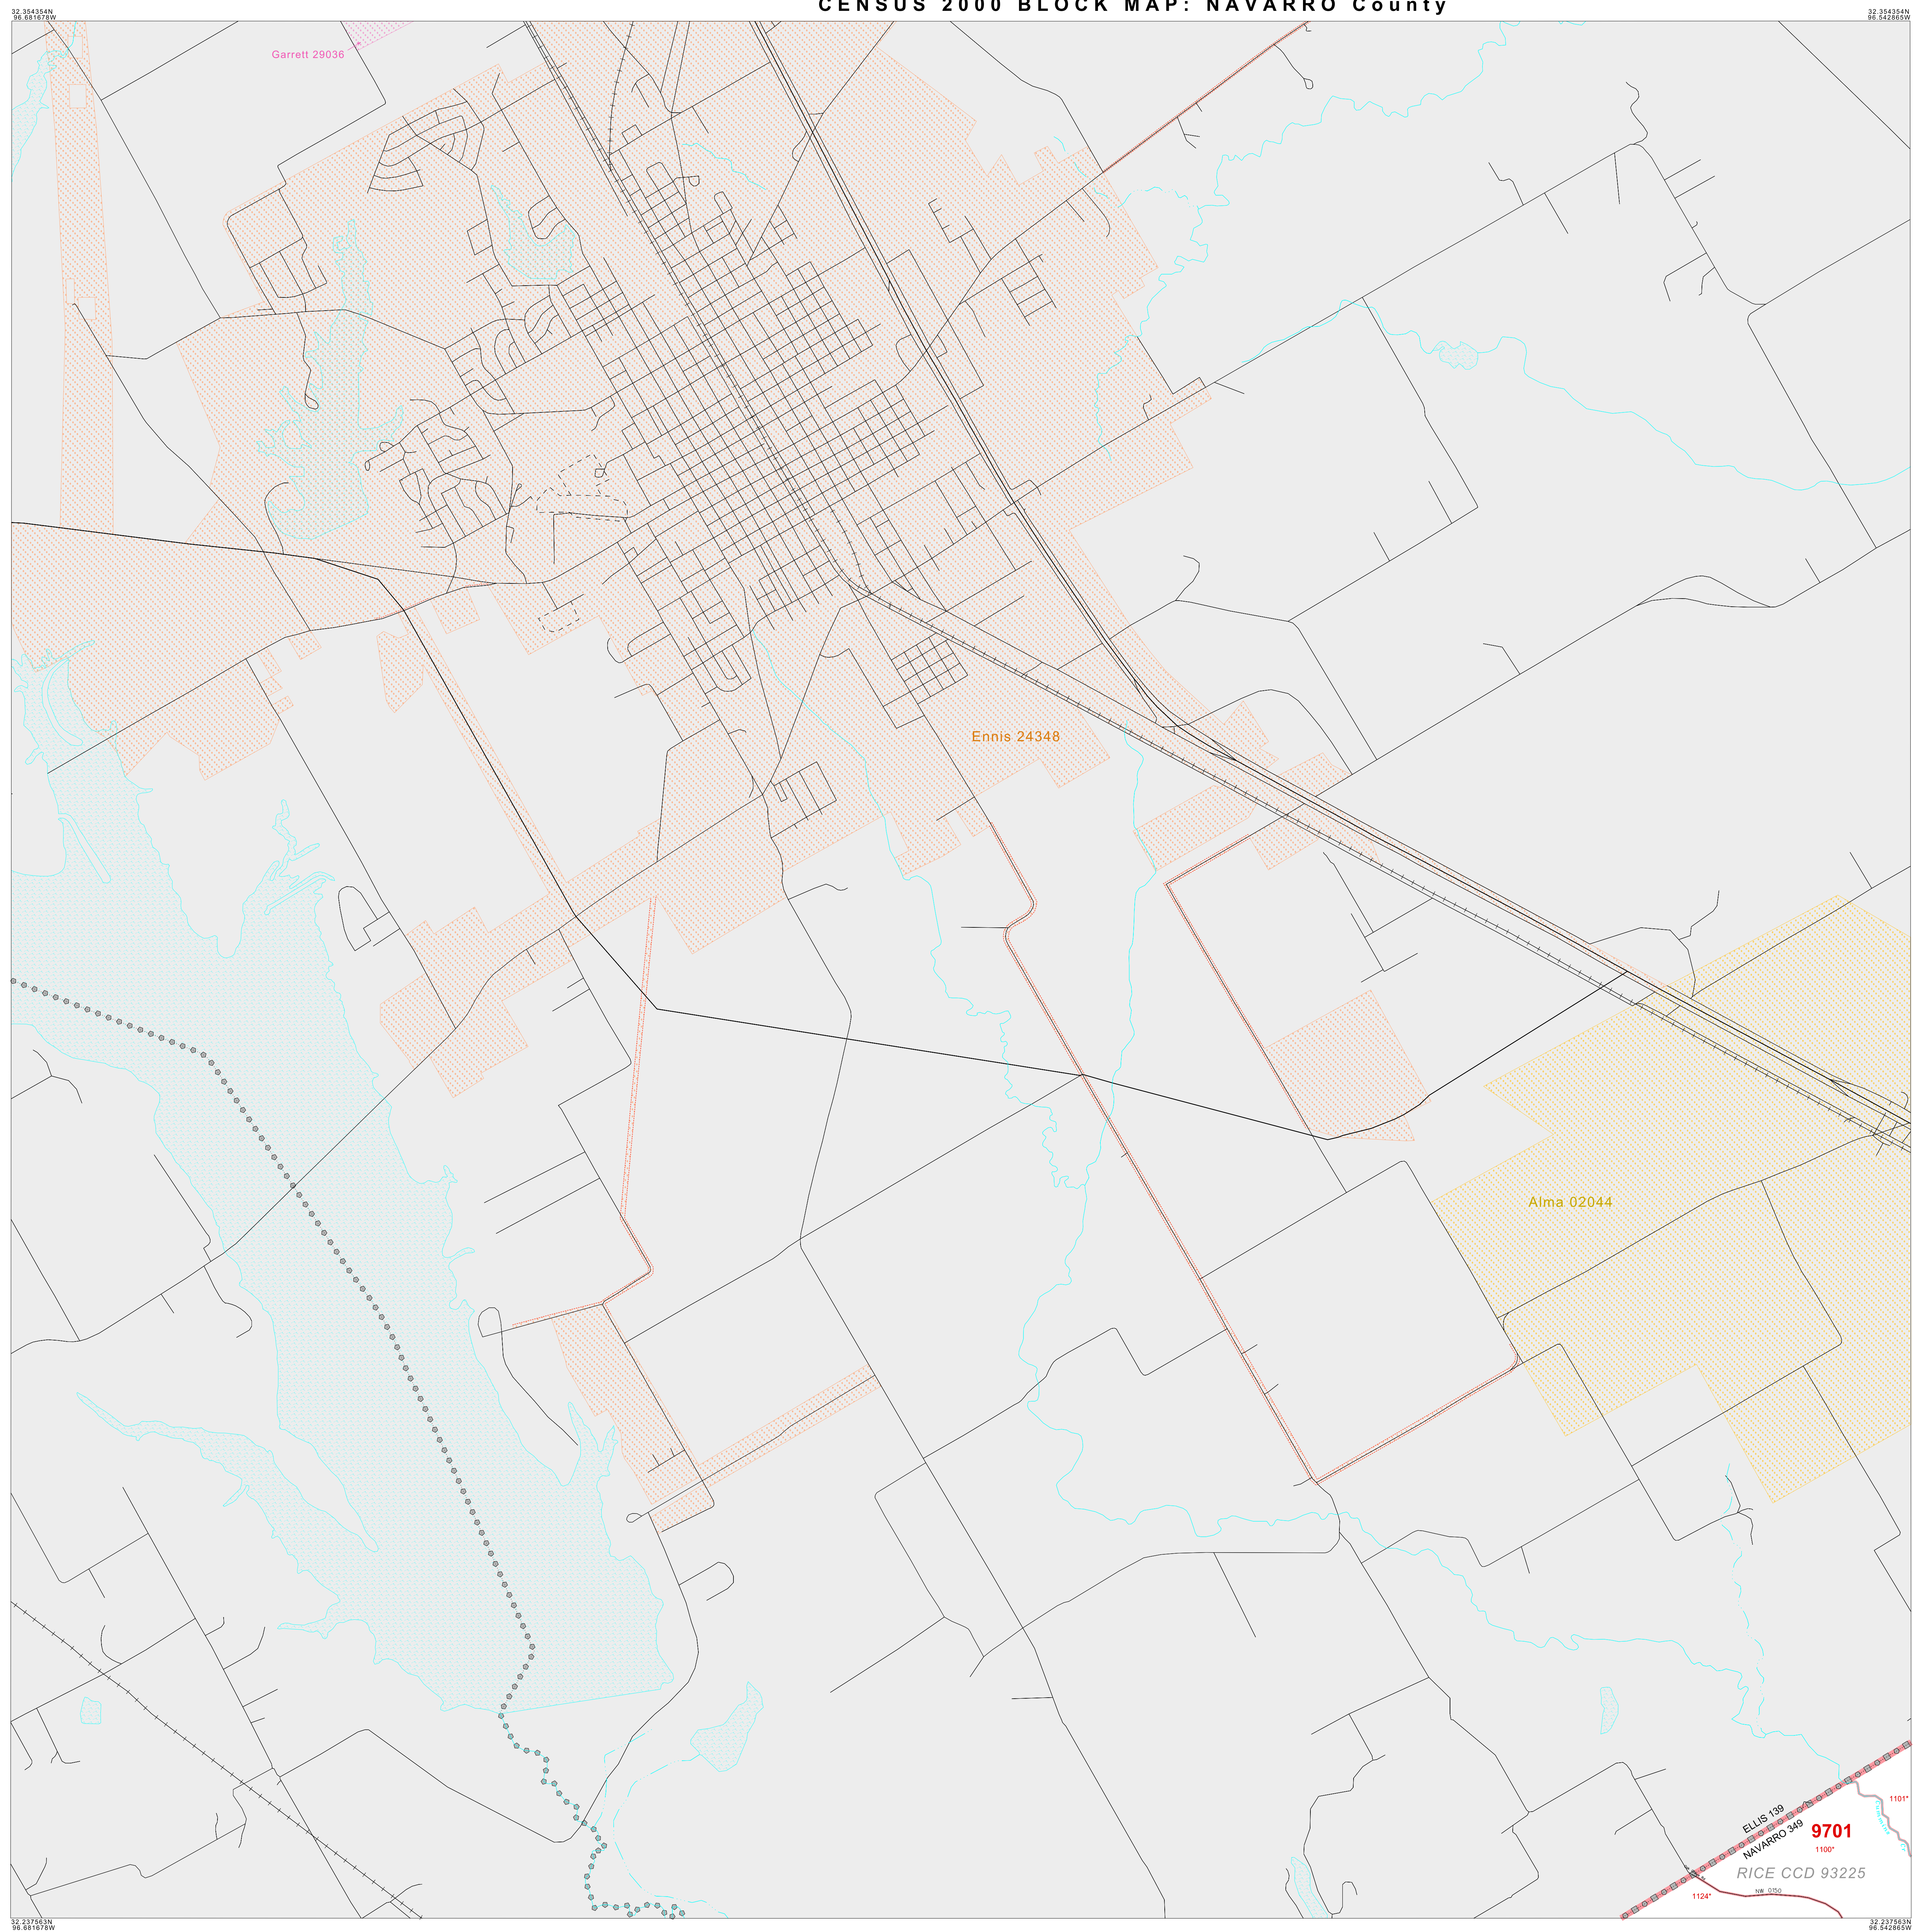 CENSUS 2000 BLOCK MAP: NAVARRO County
32.354354N
96.681678W
32.354354N
96.542865W
Garrett 29036
Ennis 24348
Alma 02044
ELLIS 139
NAVARRO 349
9701
1101*
1100*
RICE CCD 93225
1124*
NW 0150
32.237563N
96.681678W
32.237563N
96.542865W